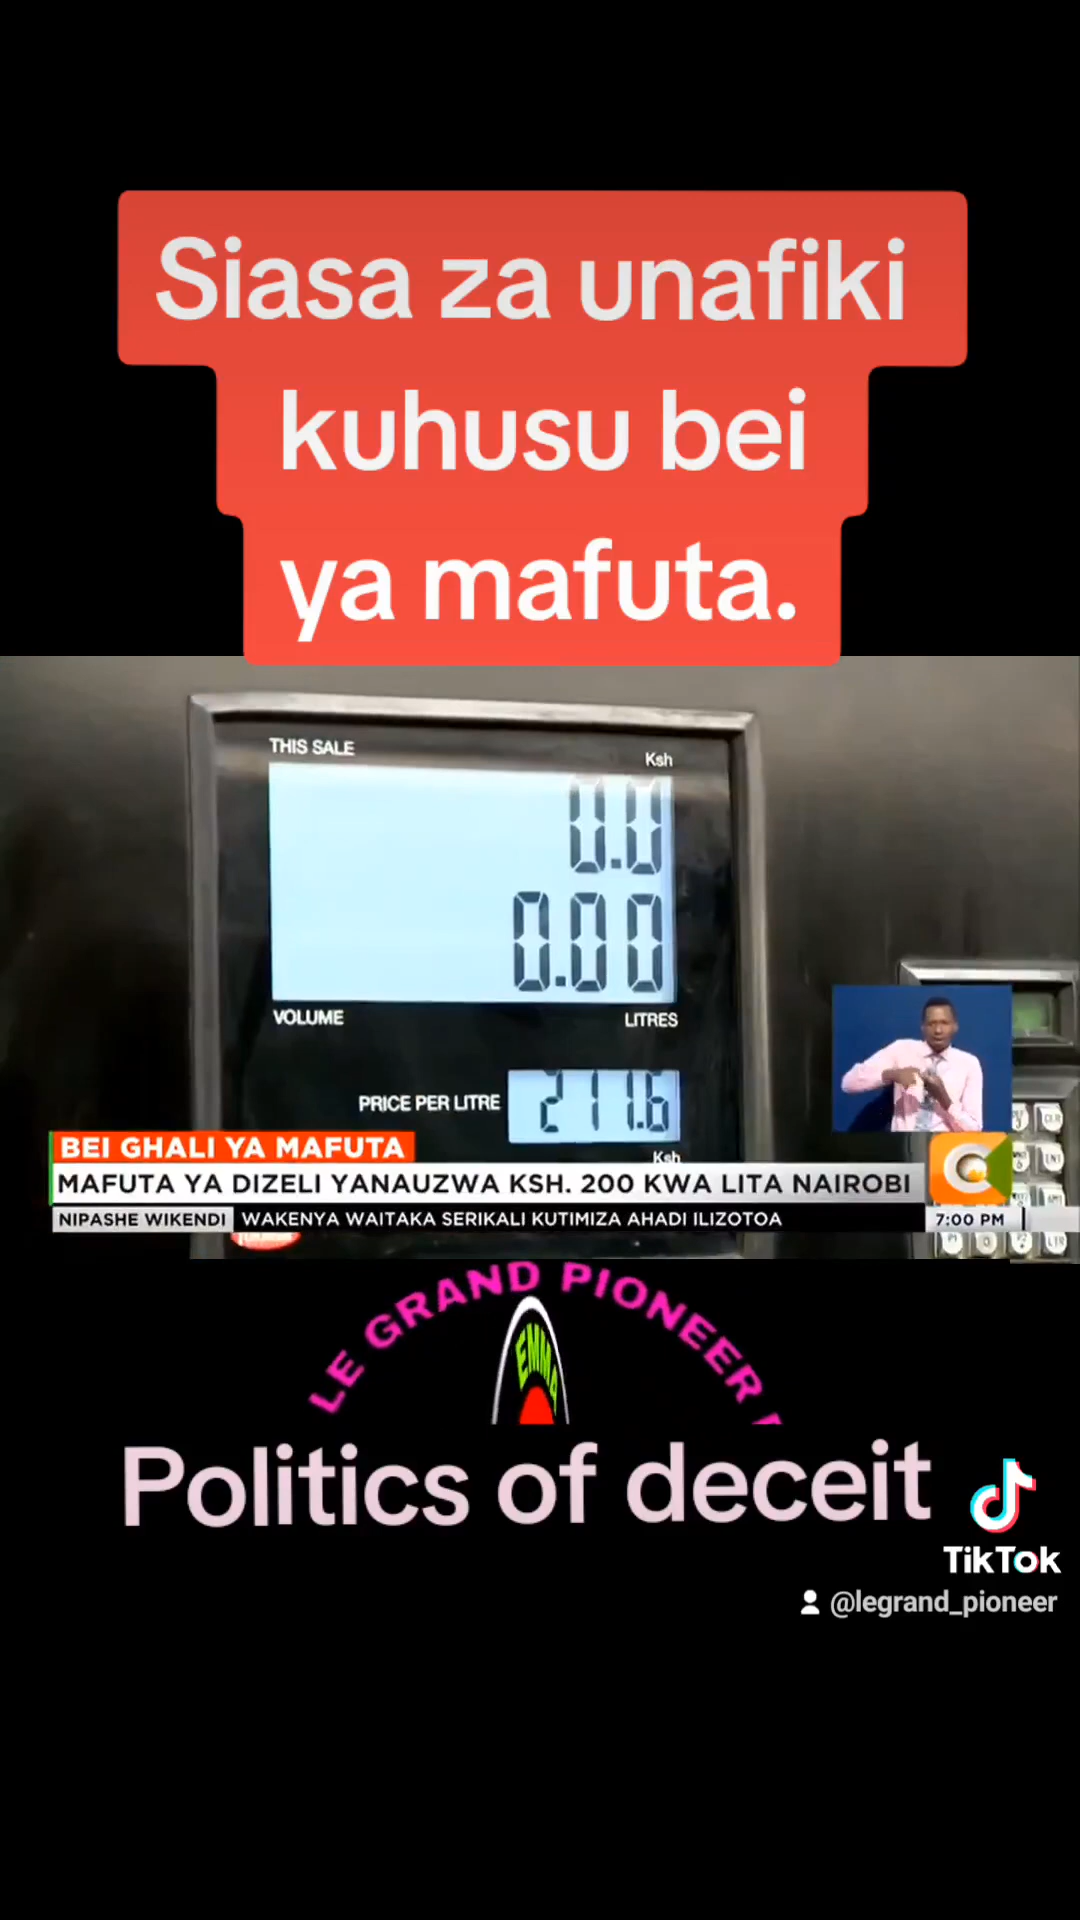 Siasa za unafiki
kuhusu bei
ya mafuta.
THIS SALE
Ksh
0.0
0.00
VOLUME
LITRES
PRICE PER LITRE
211.6
Ksh
BEI GHALI YA MAFUTA
MAFUTA YA DIZELI YANAUZWA KSH. 200 KWA LITA NAIROBI
NIPASHE WIKENDI
WAKENYA WAITAKA SERIKALI KUTIMIZA AHADI ILIZOTOA
7:00 PM
LE GRAND PIONEER
EMMA
Politics of deceit
TikTok
@legrand_pioneer